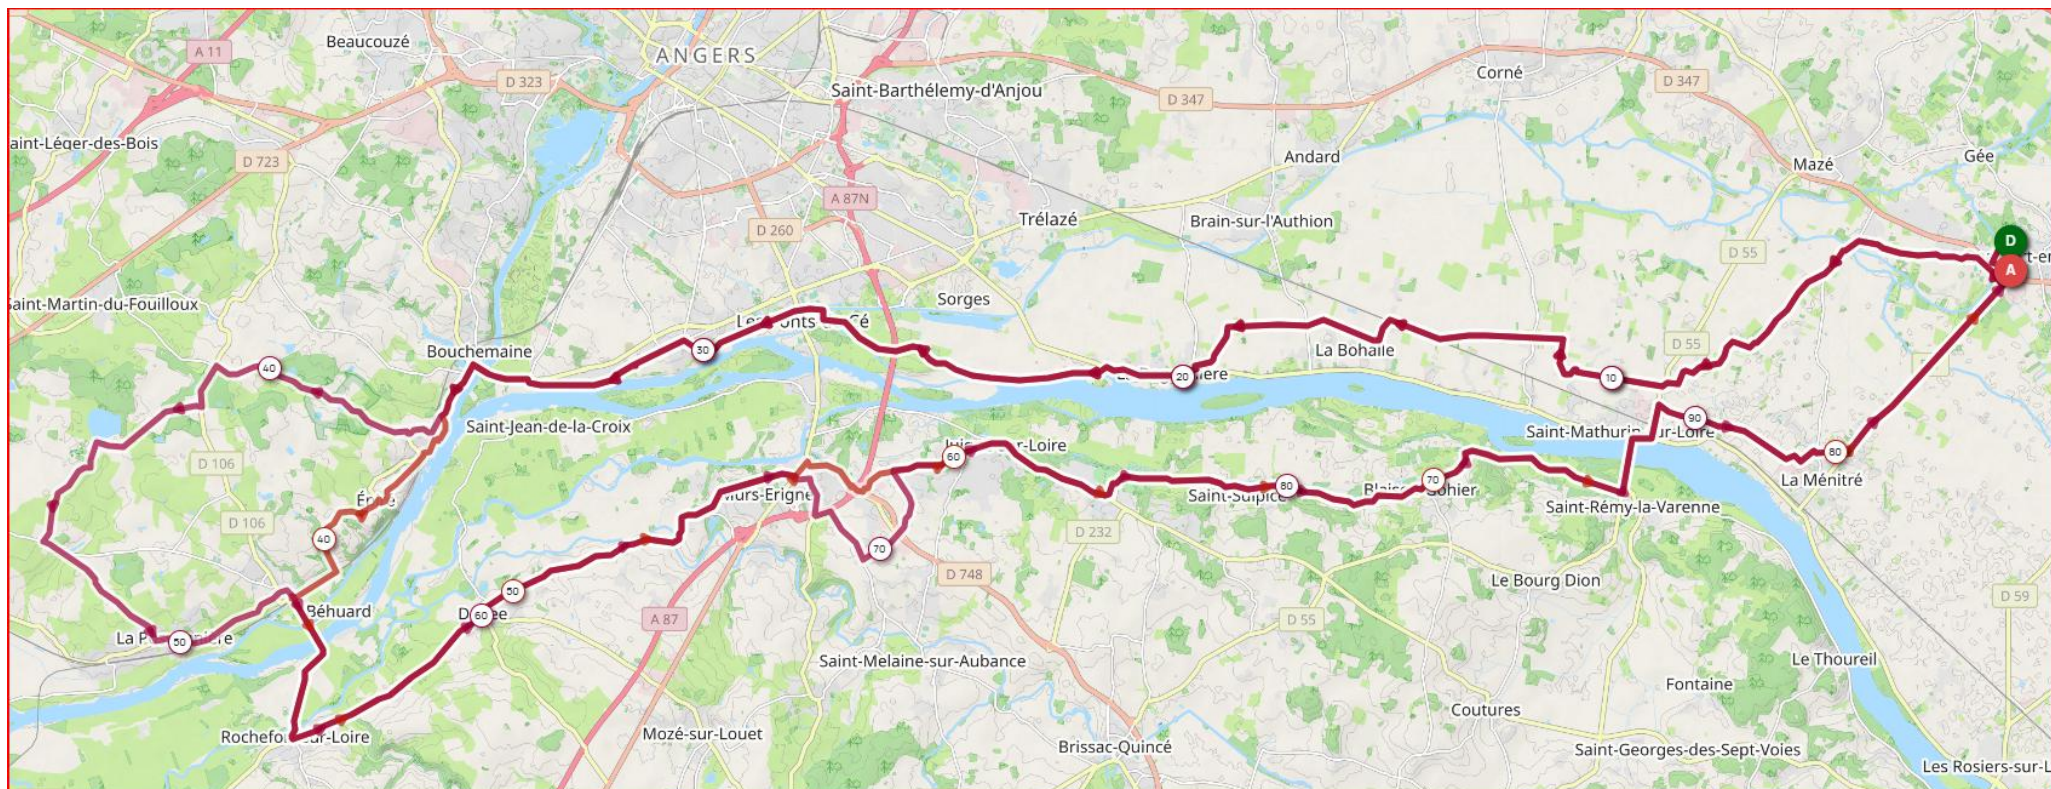 Beaucouzé
ANGERS
A 11
D 323
Saint-Barthélemy-d'Anjou
D 347
Corné
D 347
aint-Léger-des-Bois
D 723
Andard
Mazé
Gée
A 87N
Trélazé
Brain-sur-l'Authion
D 260
D 55
D
A
Saint-Martin-du-Fouilloux
Sorges
Bouchemaine
30
La Bohalle
D 55
40
20
10
Saint-Jean-de-la-Croix
90
Saint-Mathurin-sur-Loire
D 106
60
80
La Ménitré
80
70
Saint-Rémy-la-Varenne
D 106
40
70
D 232
D 748
Le Bourg Dion
50
D 59
Béhuard
60
A 87
D 55
50
Saint-Melaine-sur-Aubance
Le Thoureil
Fontaine
Coutures
Mozé-sur-Louet
Brissac-Quincé
Saint-Georges-des-Sept-Voies
Les Rosiers-sur-L